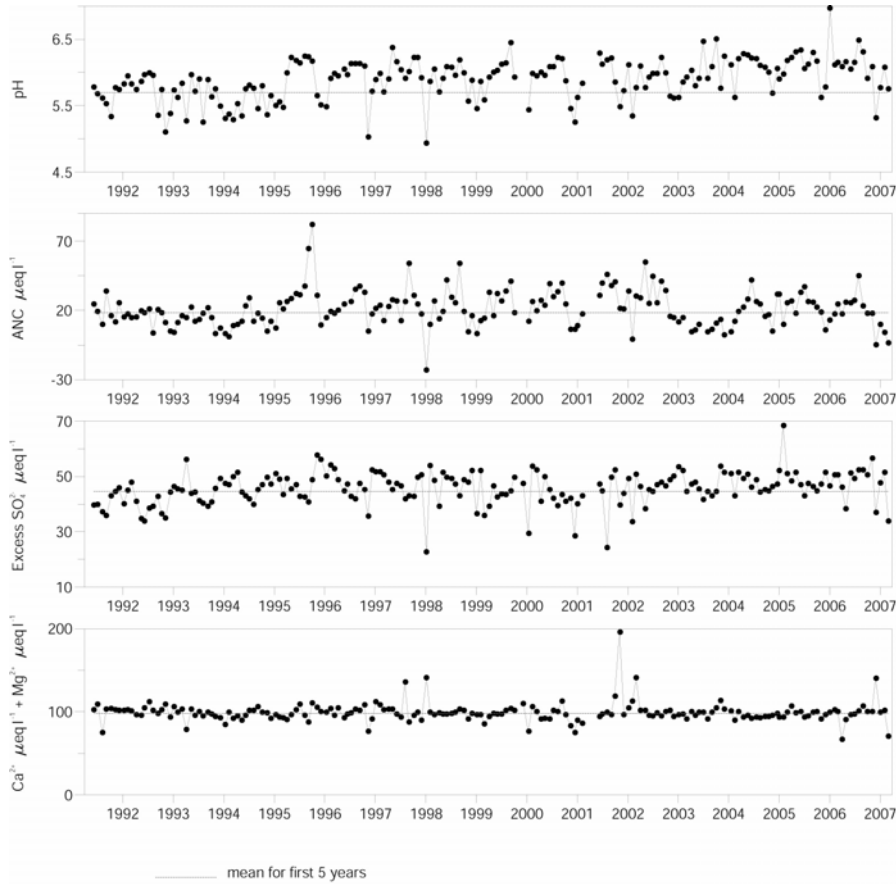 pH
6.5
5.5
4.5
1992 1993 1994 1995 1996 1997 1998 1999 2000 2001 2002 2003 2004 2005 2006 2007
ANC µeq l⁻¹
70
20
-30
1992 1993 1994 1995 1996 1997 1998 1999 2000 2001 2002 2003 2004 2005 2006 2007
Excess SO₄²⁻ µeq l⁻¹
70
50
30
10
1992 1993 1994 1995 1996 1997 1998 1999 2000 2001 2002 2003 2004 2005 2006 2007
Ca²⁺ µeq l⁻¹ + Mg²⁺ µeq l⁻¹
200
100
0
1992 1993 1994 1995 1996 1997 1998 1999 2000 2001 2002 2003 2004 2005 2006 2007
mean for first 5 years